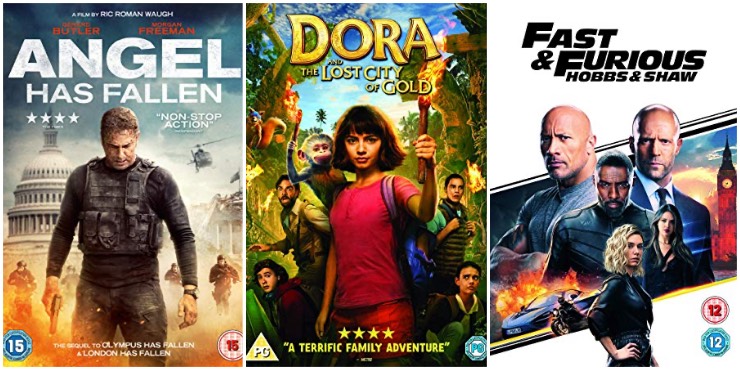 A FILM BY RIC ROMAN WAUGH
BUTLER
MORGAN
FREEMAN
ANGEL
HAS FALLEN
★★★★
"NON-STOP
ACTION"
THE SEQUEL TO OLYMPUS HAS FALLEN
& LONDON HAS FALLEN
15
15
DORA
AND
THE LOST CITY
OF GOLD
★★★★
"A TERRIFIC FAMILY ADVENTURE"
PG
PG
FAST
& FURIOUS
HOBBS & SHAW
12
12